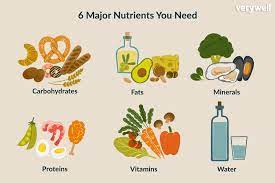 verywell
6 Major Nutrients You Need
Carbohydrates
Fats
Minerals
Proteins
Vitamins
Water